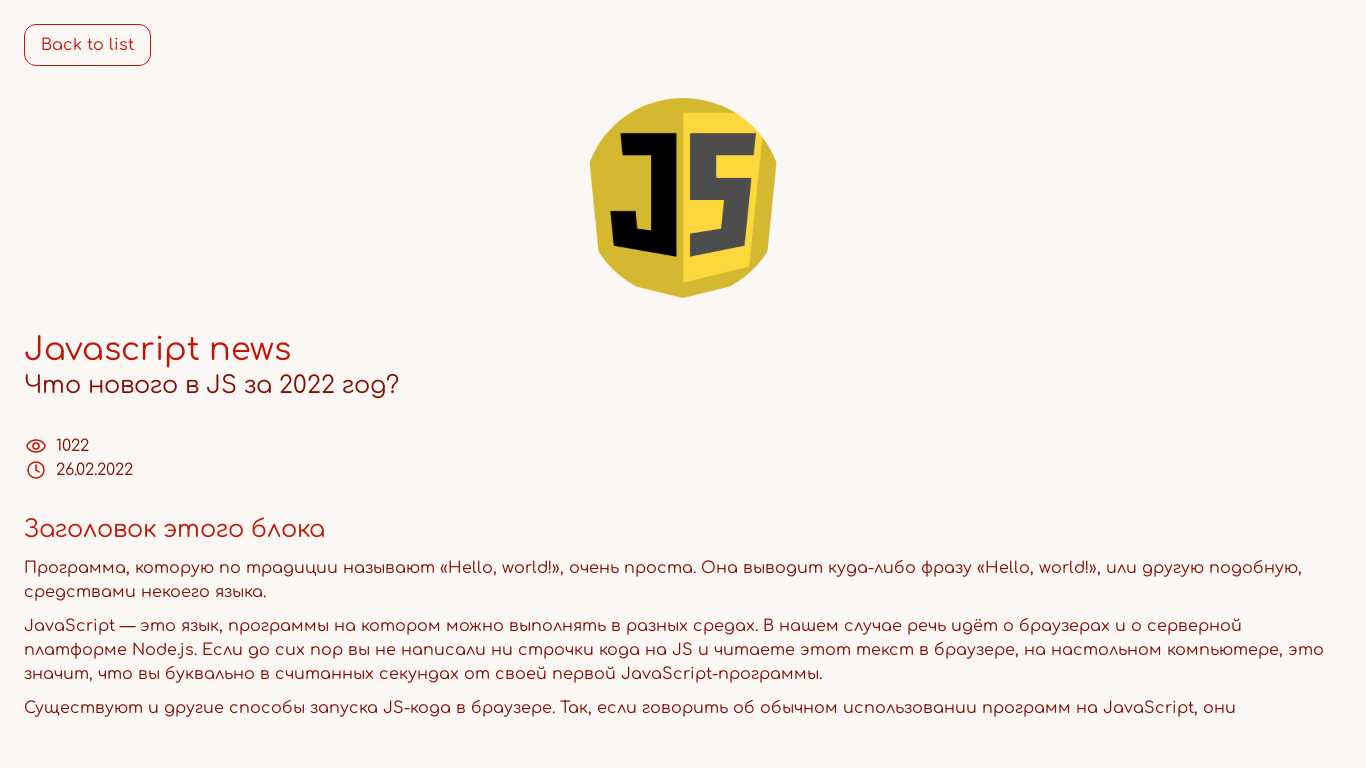 Back to list
JS
Javascript news
Что нового в JS за 2022 год?
1022
26.02.2022
Заголовок этого блока
Программа, которую по традиции называют «Hello, world!», очень проста. Она выводит куда-либо фразу «Hello, world!», или другую подобную,
средствами некоего языка.
JavaScript — это язык, программы на котором можно выполнять в разных средах. В нашем случае речь идёт о браузерах и о серверной
платформе Node.js. Если до сих пор вы не написали ни строчки кода на JS и читаете этот текст в браузере, на настольном компьютере, это
значит, что вы буквально в считанных секундах от своей первой JavaScript-программы.
Существуют и другие способы запуска JS-кода в браузере. Так, если говорить об обычном использовании программ на JavaScript, они